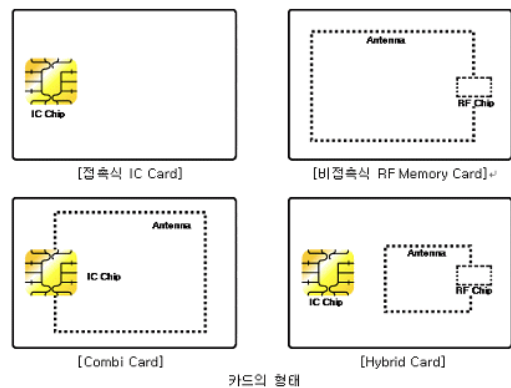 Antenna
IC Chip
RF Chip
[접촉식 IC Card]
[비접촉식 RF Memory Card]↵
Antenna
IC Chip
Antenna
IC Chip
RF Chip
[Combi Card]
[Hybrid Card]
카드의 형태